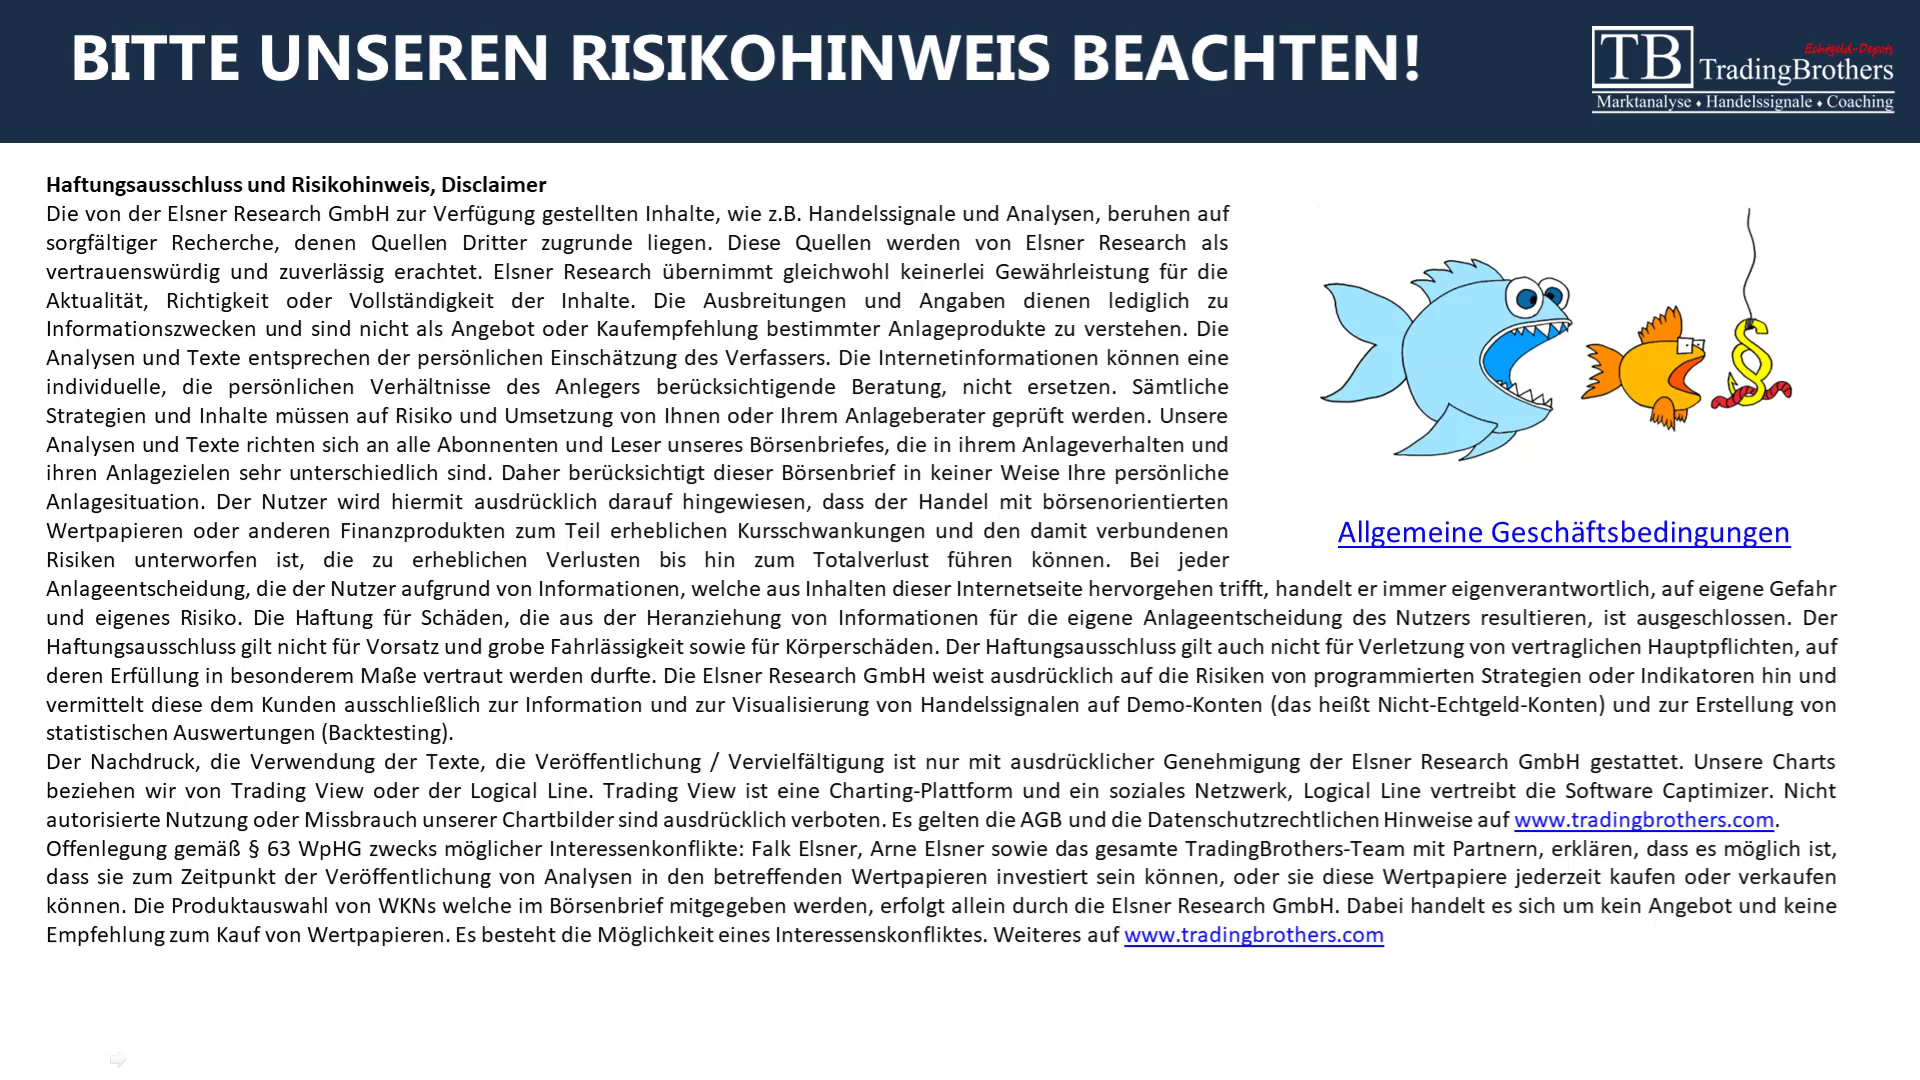 BITTE UNSEREN RISIKOHINWEIS BEACHTEN!
TB
Echtgeld-Depots
TradingBrothers
Marktanalyse ♦ Handelssignale ♦ Coaching
Haftungsausschluss und Risikohinweis, Disclaimer
Die von der Elsner Research GmbH zur Verfügung gestellten Inhalte, wie z.B. Handelssignale und Analysen, beruhen auf
sorgfältiger Recherche, denen Quellen Dritter zugrunde liegen. Diese Quellen werden von Elsner Research als
vertrauenswürdig und zuverlässig erachtet. Elsner Research übernimmt gleichwohl keinerlei Gewährleistung für die
Aktualität, Richtigkeit oder Vollständigkeit der Inhalte. Die Ausbreitungen und Angaben dienen lediglich zu
Informationszwecken und sind nicht als Angebot oder Kaufempfehlung bestimmter Anlageprodukte zu verstehen. Die
Analysen und Texte entsprechen der persönlichen Einschätzung des Verfassers. Die Internetinformationen können eine
individuelle, die persönlichen Verhältnisse des Anlegers berücksichtigende Beratung, nicht ersetzen. Sämtliche
Strategien und Inhalte müssen auf Risiko und Umsetzung von Ihnen oder Ihrem Anlageberater geprüft werden. Unsere
Analysen und Texte richten sich an alle Abonnenten und Leser unseres Börsenbriefes, die in ihrem Anlageverhalten und
ihren Anlagezielen sehr unterschiedlich sind. Daher berücksichtigt dieser Börsenbrief in keiner Weise Ihre persönliche
Anlagesituation. Der Nutzer wird hiermit ausdrücklich darauf hingewiesen, dass der Handel mit börsenorientierten
Wertpapieren oder anderen Finanzprodukten zum Teil erheblichen Kursschwankungen und den damit verbundenen
Risiken unterworfen ist, die zu erheblichen Verlusten bis hin zum Totalverlust führen können. Bei jeder
Anlageentscheidung, die der Nutzer aufgrund von Informationen, welche aus Inhalten dieser Internetseite hervorgehen trifft, handelt er immer eigenverantwortlich, auf eigene Gefahr
und eigenes Risiko. Die Haftung für Schäden, die aus der Heranziehung von Informationen für die eigene Anlageentscheidung des Nutzers resultieren, ist ausgeschlossen. Der
Haftungsausschluss gilt nicht für Vorsatz und grobe Fahrlässigkeit sowie für Körperschäden. Der Haftungsausschluss gilt auch nicht für Verletzung von vertraglichen Hauptpflichten, auf
deren Erfüllung in besonderem Maße vertraut werden durfte. Die Elsner Research GmbH weist ausdrücklich auf die Risiken von programmierten Strategien oder Indikatoren hin und
vermittelt diese dem Kunden ausschließlich zur Information und zur Visualisierung von Handelssignalen auf Demo-Konten (das heißt Nicht-Echtgeld-Konten) und zur Erstellung von
statistischen Auswertungen (Backtesting).
Der Nachdruck, die Verwendung der Texte, die Veröffentlichung / Vervielfältigung ist nur mit ausdrücklicher Genehmigung der Elsner Research GmbH gestattet. Unsere Charts
beziehen wir von Trading View oder der Logical Line. Trading View ist eine Charting-Plattform und ein soziales Netzwerk, Logical Line vertreibt die Software Captimizer. Nicht
autorisierte Nutzung oder Missbrauch unserer Chartbilder sind ausdrücklich verboten. Es gelten die AGB und die Datenschutzrechtlichen Hinweise auf www.tradingbrothers.com.
Offenlegung gemäß § 63 WpHG zwecks möglicher Interessenkonflikte: Falk Elsner, Arne Elsner sowie das gesamte TradingBrothers-Team mit Partnern, erklären, dass es möglich ist,
dass sie zum Zeitpunkt der Veröffentlichung von Analysen in den betreffenden Wertpapieren investiert sein können, oder sie diese Wertpapiere jederzeit kaufen oder verkaufen
können. Die Produktauswahl von WKNs welche im Börsenbrief mitgegeben werden, erfolgt allein durch die Elsner Research GmbH. Dabei handelt es sich um kein Angebot und keine
Empfehlung zum Kauf von Wertpapieren. Es besteht die Möglichkeit eines Interessenskonfliktes. Weiteres auf www.tradingbrothers.com
§
Allgemeine Geschäftsbedingungen